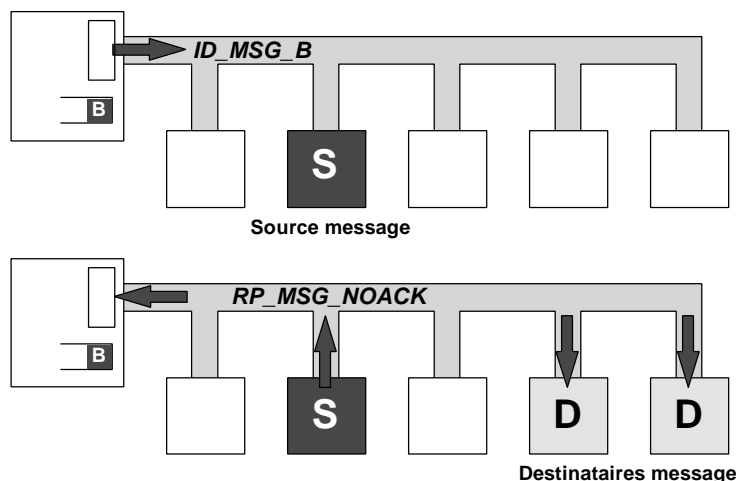 ID_MSG_B
B
S
Source message
RP_MSG_NOACK
B
S
D
D
Destinataires message